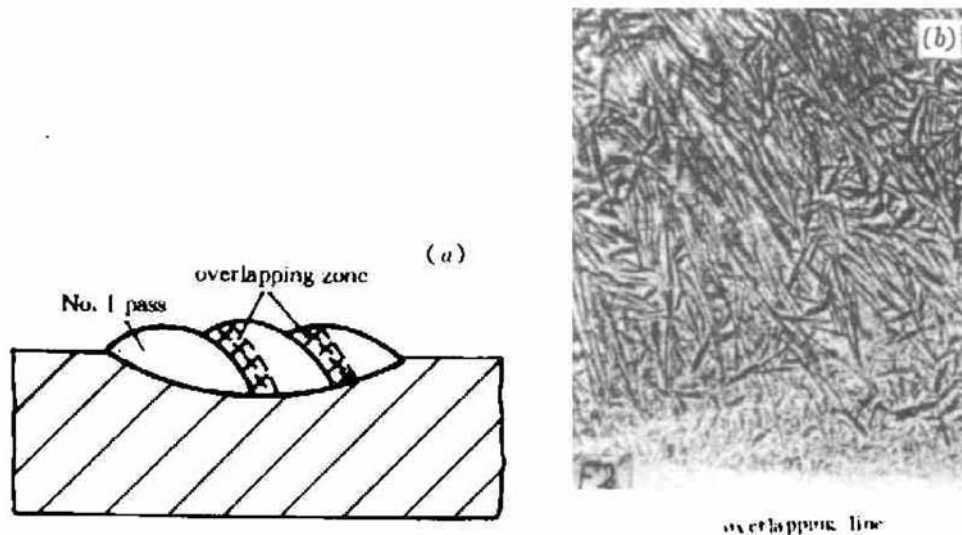 (a)
overlapping zone
No. 1 pass
(b)
F2
overlapping line